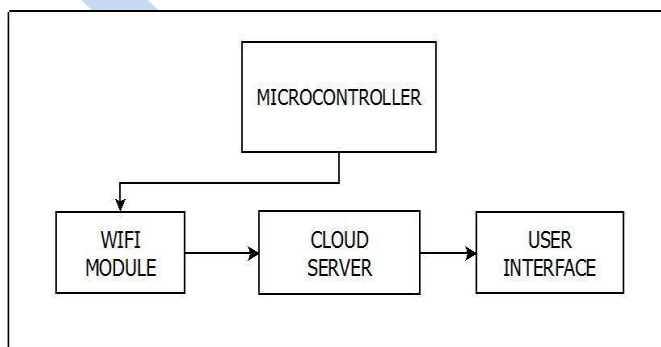 MICROCONTROLLER
WIFI
MODULE
CLOUD
SERVER
USER
INTERFACE